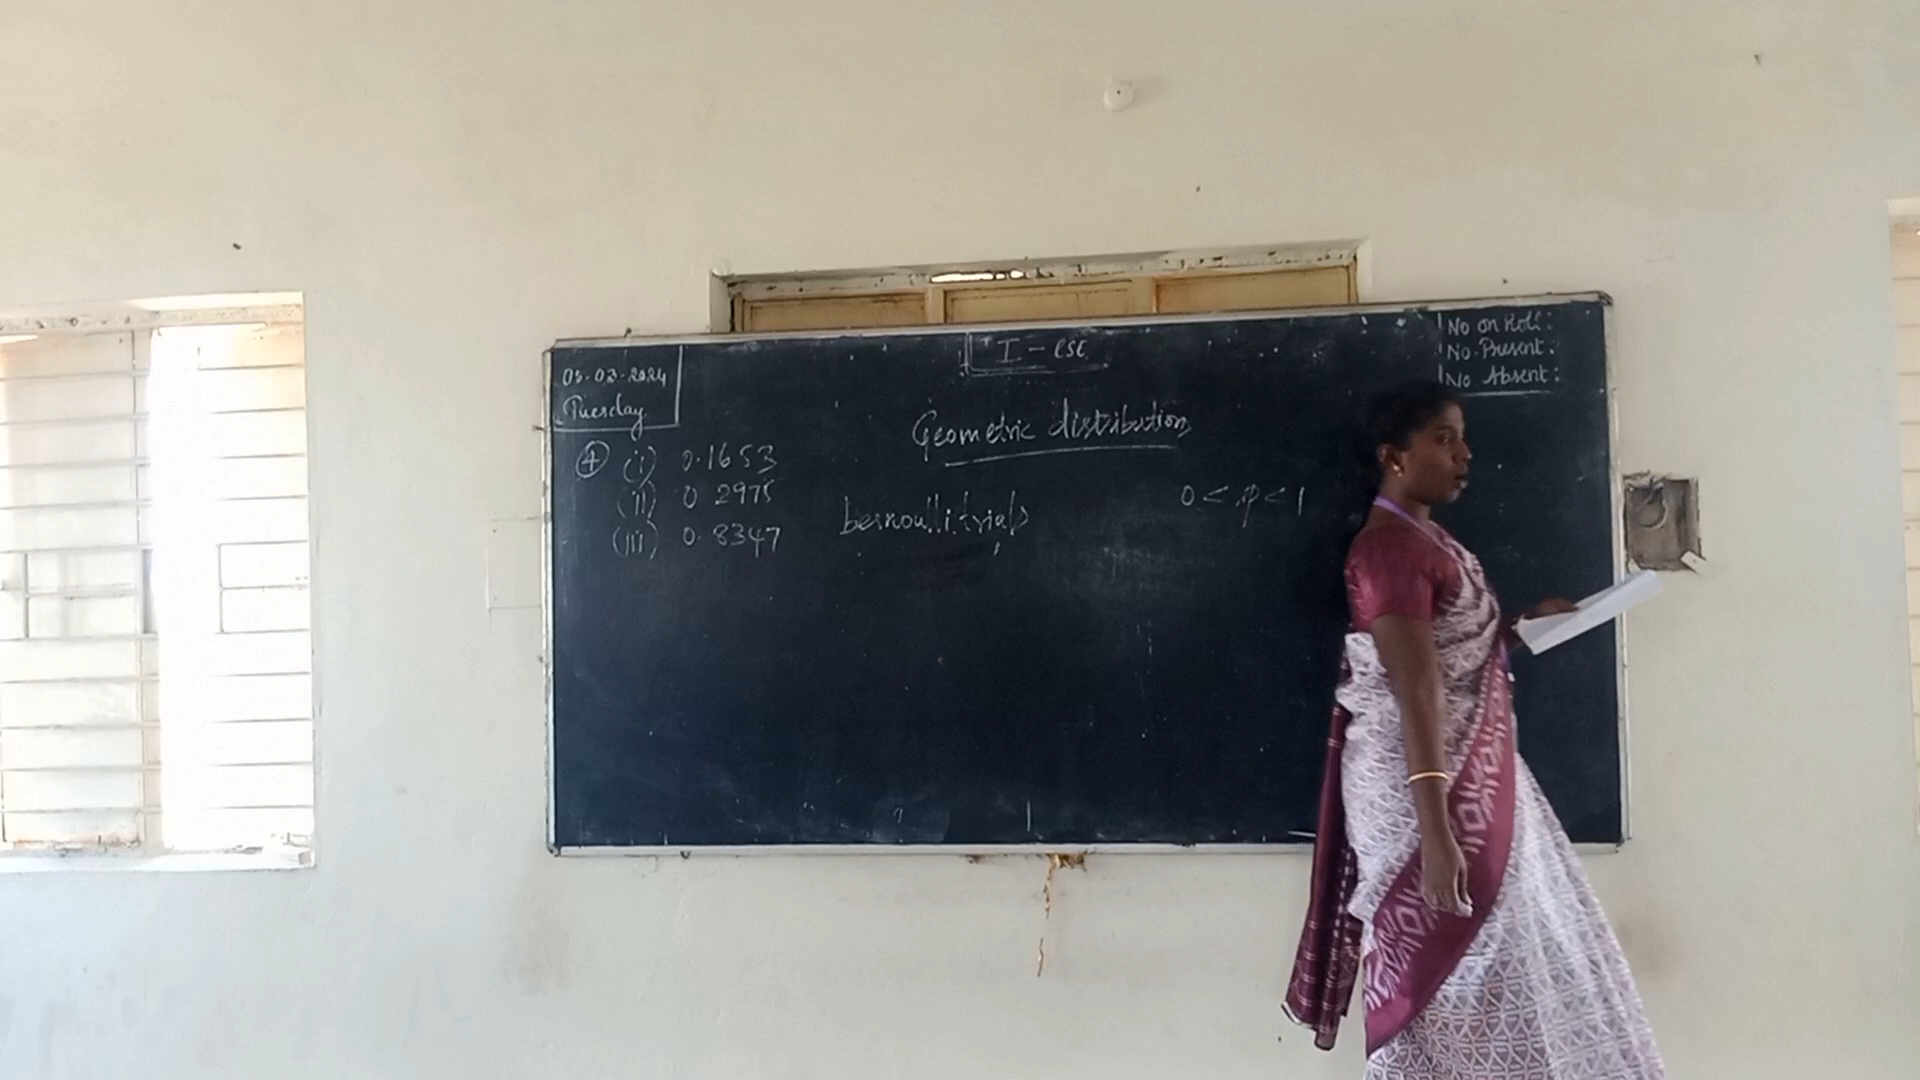 05-03-2024
Tuesday
I - CSE
No on Roll:
No. Present:
No Absent:
Geometric distribution
4 (i) 0.1653
(ii) 0 2975
(iii) 0.8347
bernoulli trials
0 < p < 1